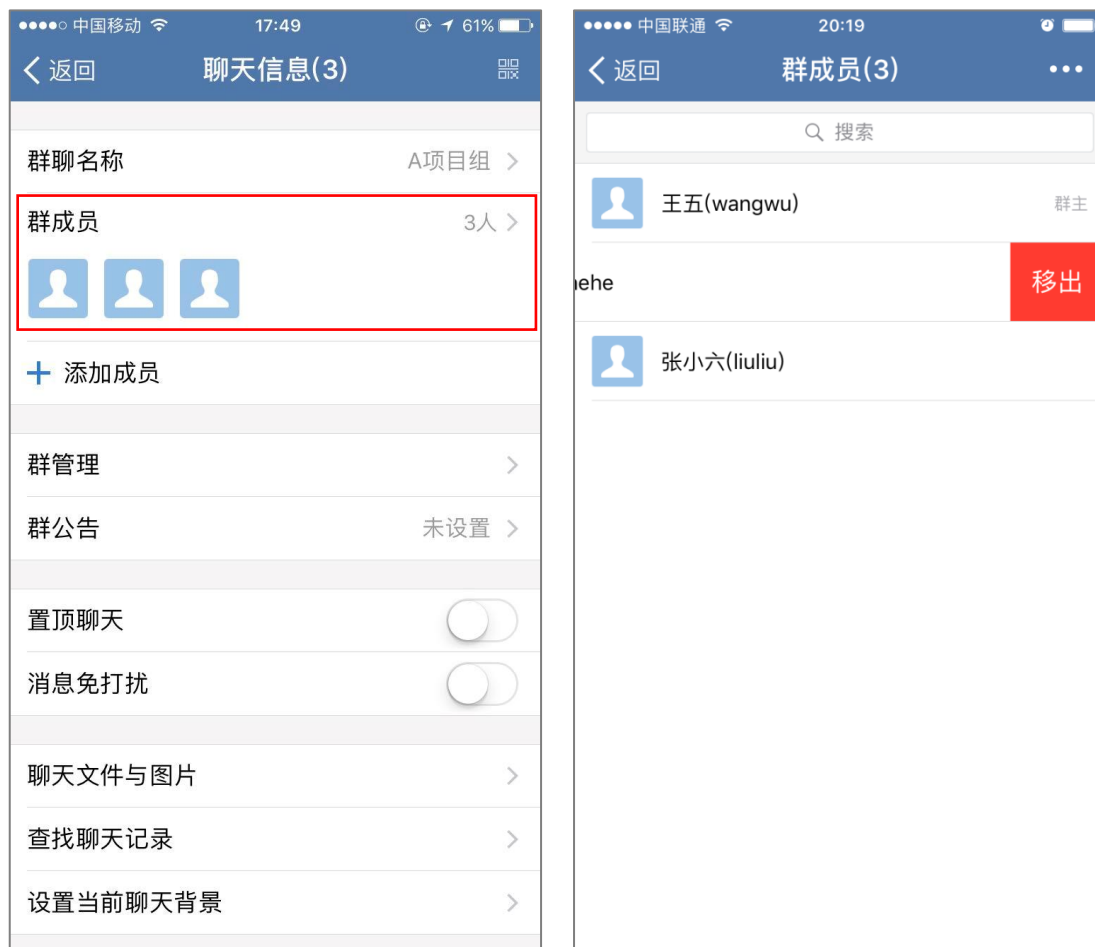 中国移动 17:49 61%
返回 聊天信息(3)
群聊名称 A项目组
群成员 3人
添加成员
群管理
群公告 未设置
置顶聊天
消息免打扰
聊天文件与图片
查找聊天记录
设置当前聊天背景
中国联通 20:19
返回 群成员(3)
搜索
王五(wangwu) 群主
ehe 移出
张小六(liuliu)